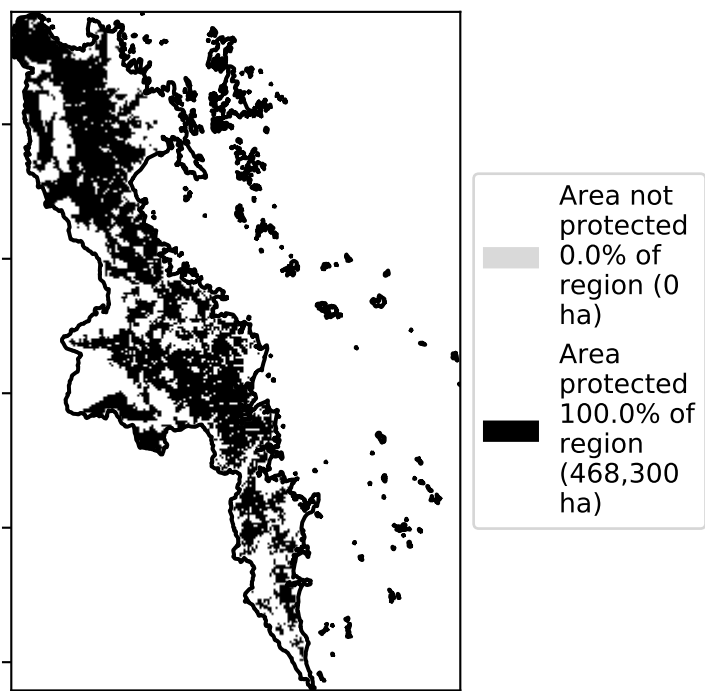 Area not
protected
0.0% of
region (0
ha)
Area
protected
100.0% of
region
(468,300
ha)